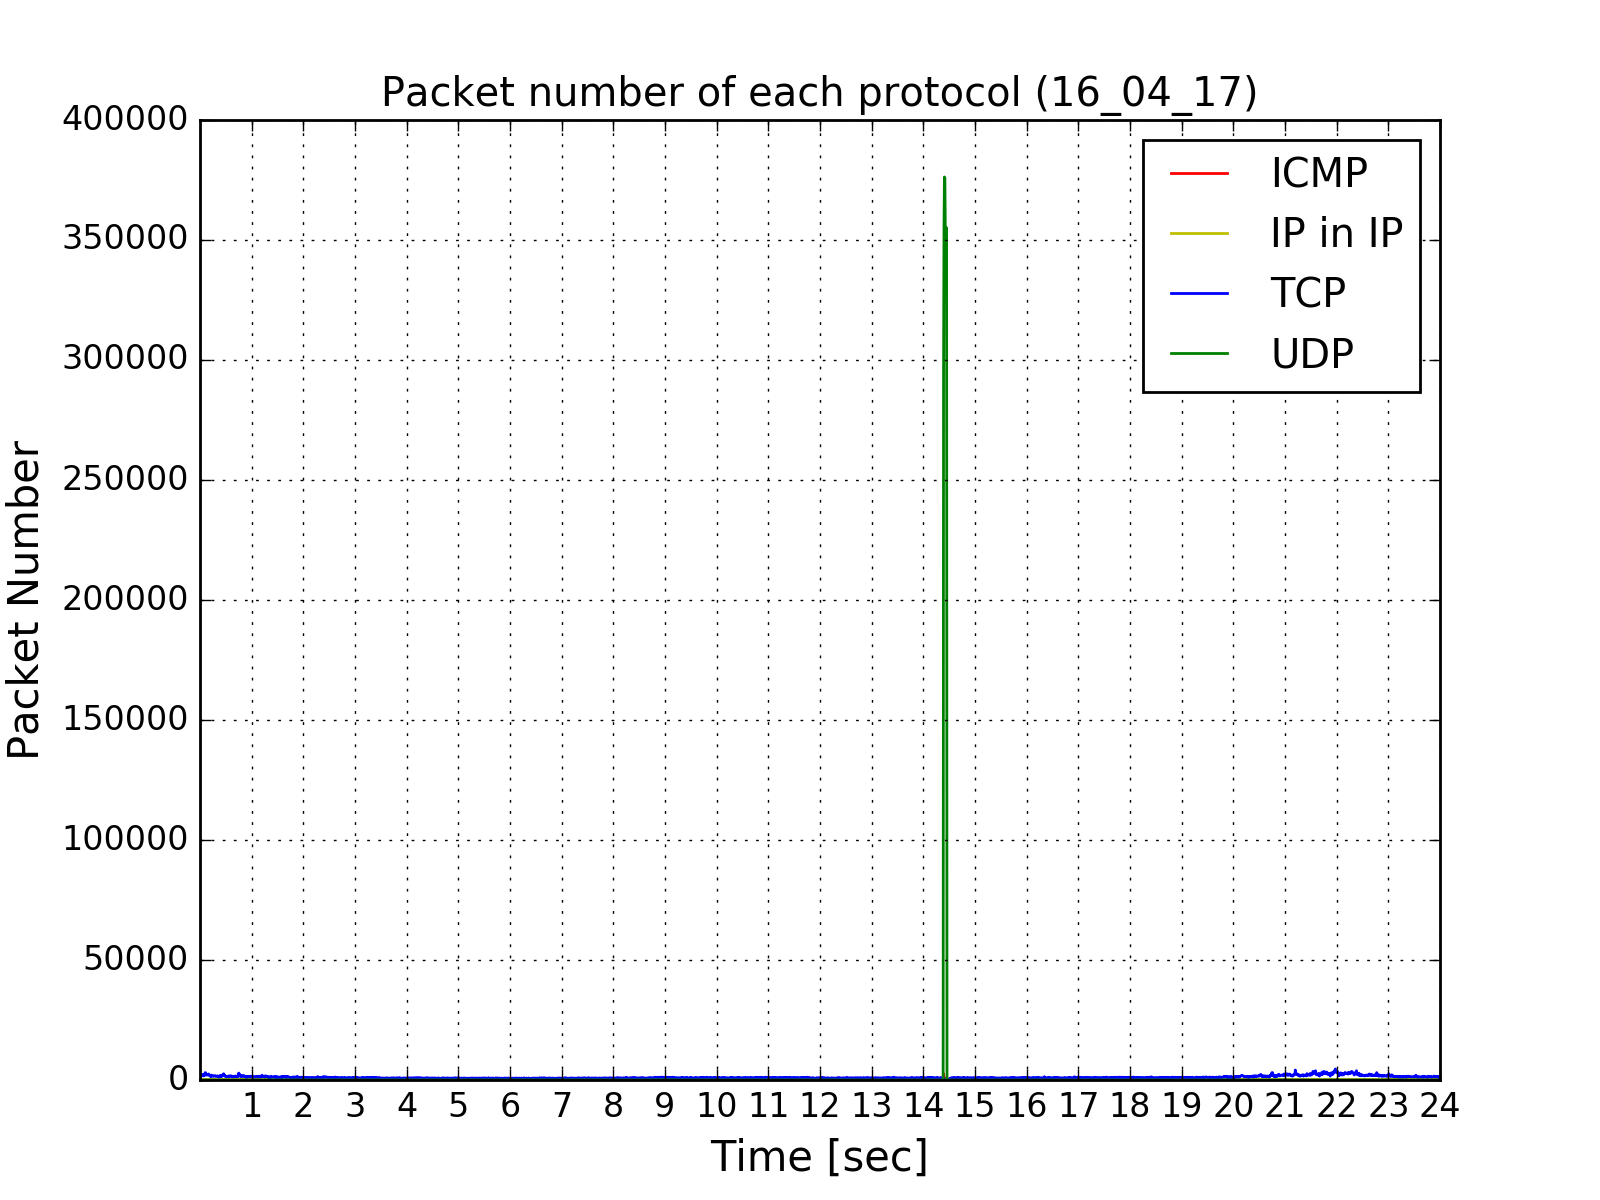 Packet number of each protocol (16_04_17)
400000
350000
300000
250000
200000
150000
100000
50000
0
Packet Number
ICMP
IP in IP
TCP
UDP
1 2 3 4 5 6 7 8 9 10 11 12 13 14 15 16 17 18 19 20 21 22 23 24
Time [sec]